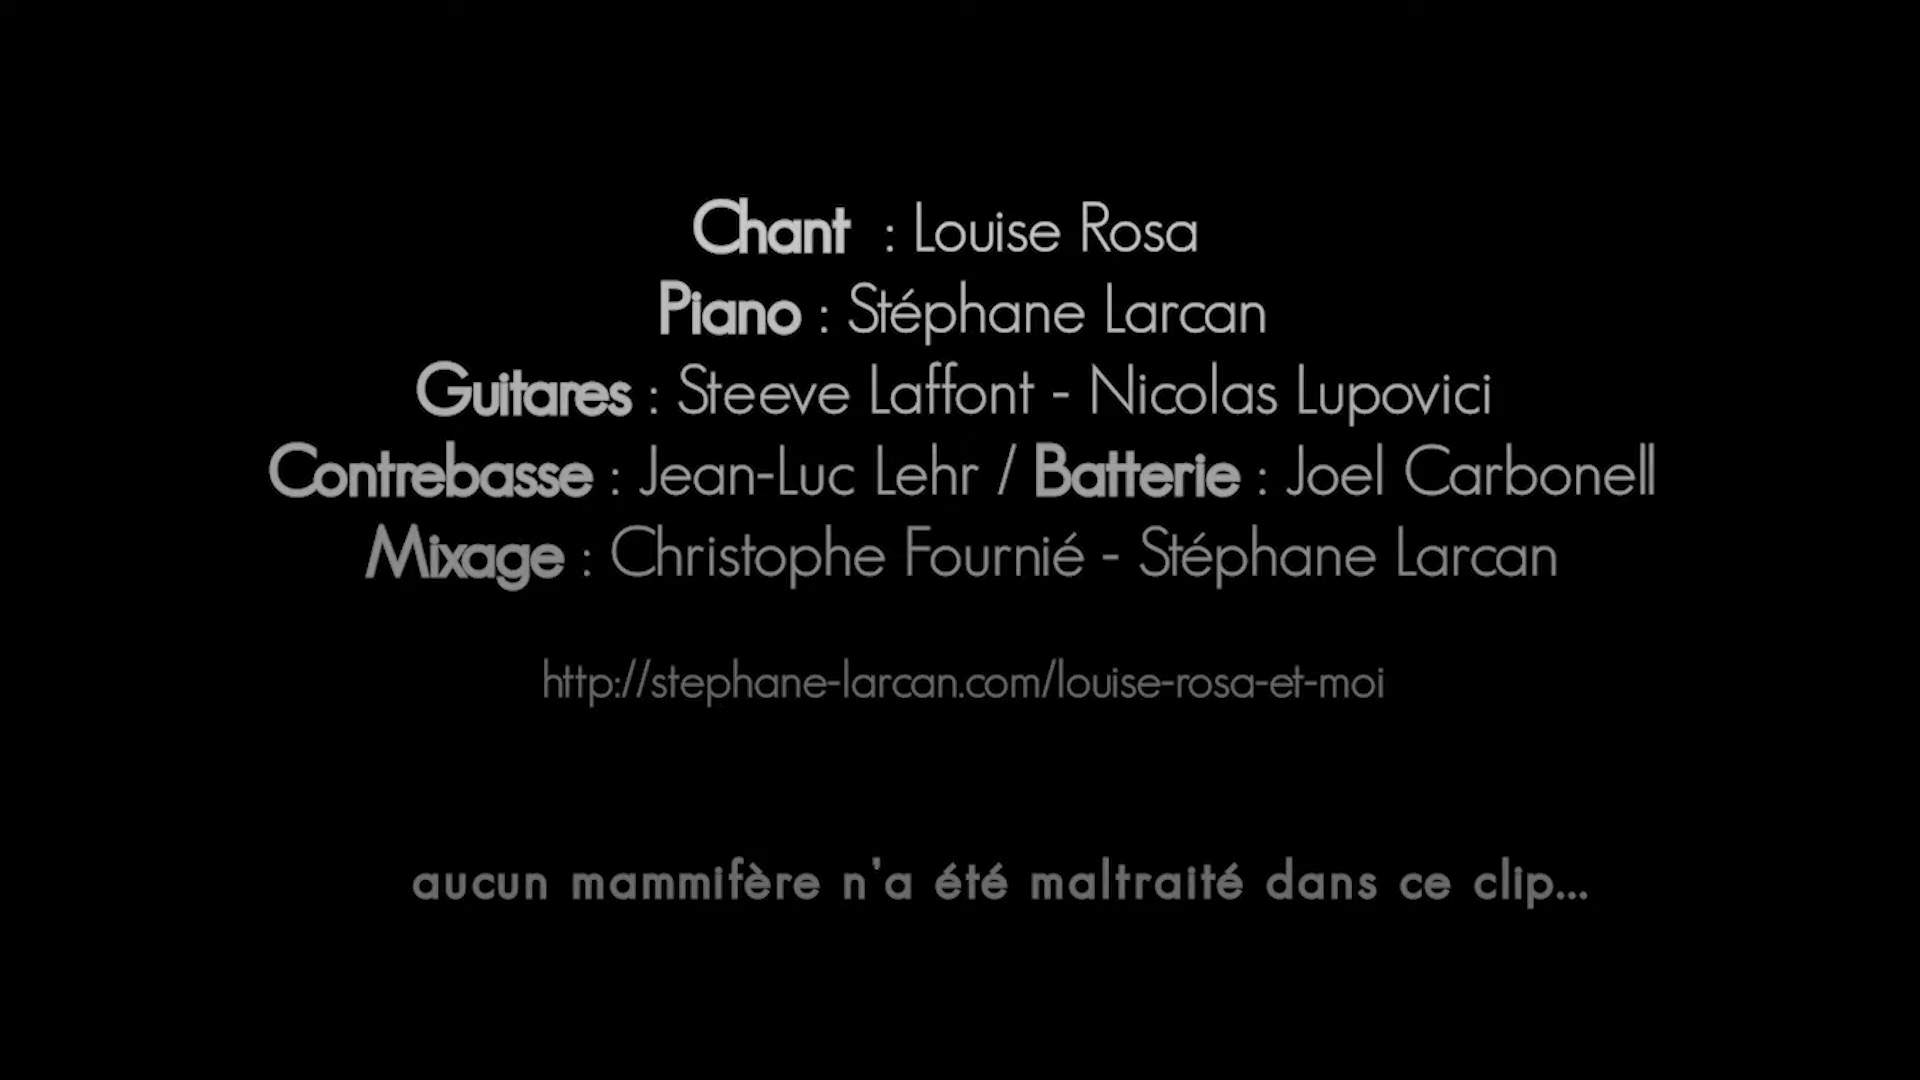 Chant : Louise Rosa
Piano : Stéphane Larcan
Guitares : Steeve Laffont - Nicolas Lupovici
Contrebasse : Jean-Luc Lehr / Batterie : Joel Carbonell
Mixage : Christophe Fournié - Stéphane Larcan
http://stephane-larcan.com/louise-rosa-et-moi
aucun mammifère n'a été maltraité dans ce clip...